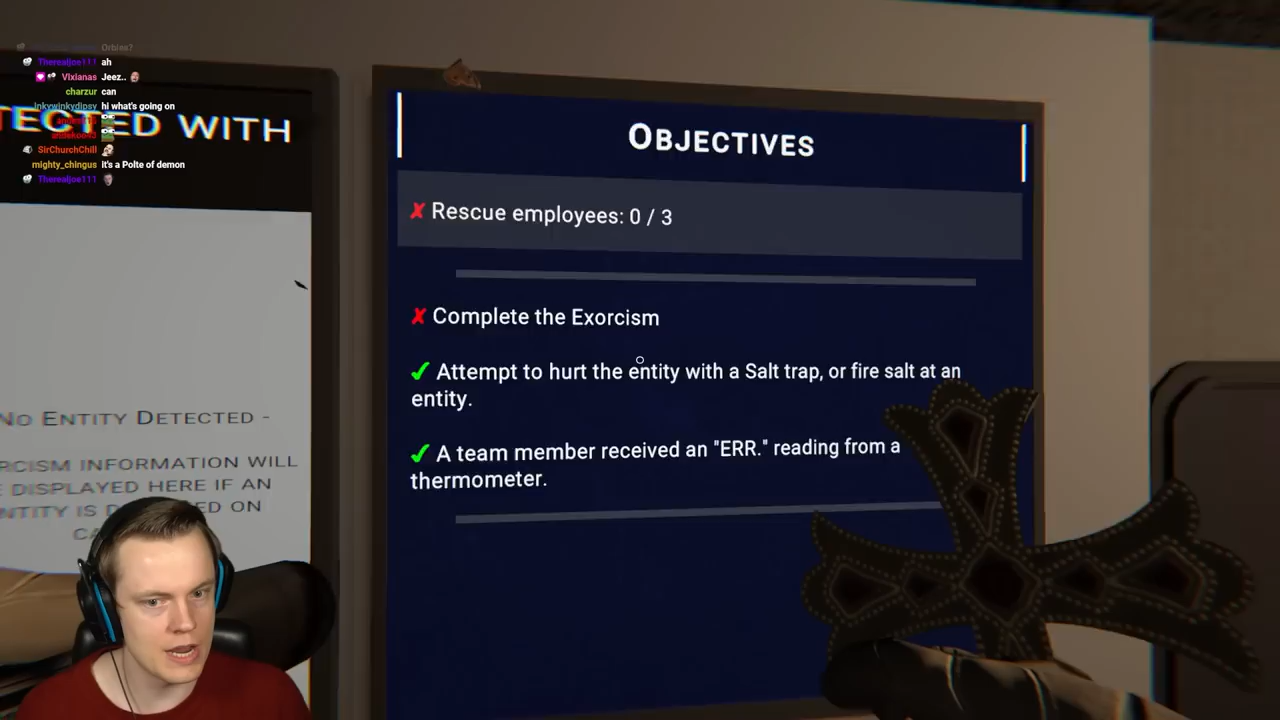 Orbies?
Therealjoe111 ah
Vixianas Jeez..
charzur can
inkywinkydipsy hi what's going on
SirChurchChill
mighty_chingus it's a Polte of demon
Therealjoe111
TECTED WITH
NO ENTITY DETECTED -
RCISM INFORMATION WILL
E DISPLAYED HERE IF AN
NTITY IS ON
OBJECTIVES
✘ Rescue employees: 0 / 3
✘ Complete the Exorcism
✓ Attempt to hurt the entity with a Salt trap, or fire salt at an
entity.
✓ A team member received an "ERR." reading from a
thermometer.